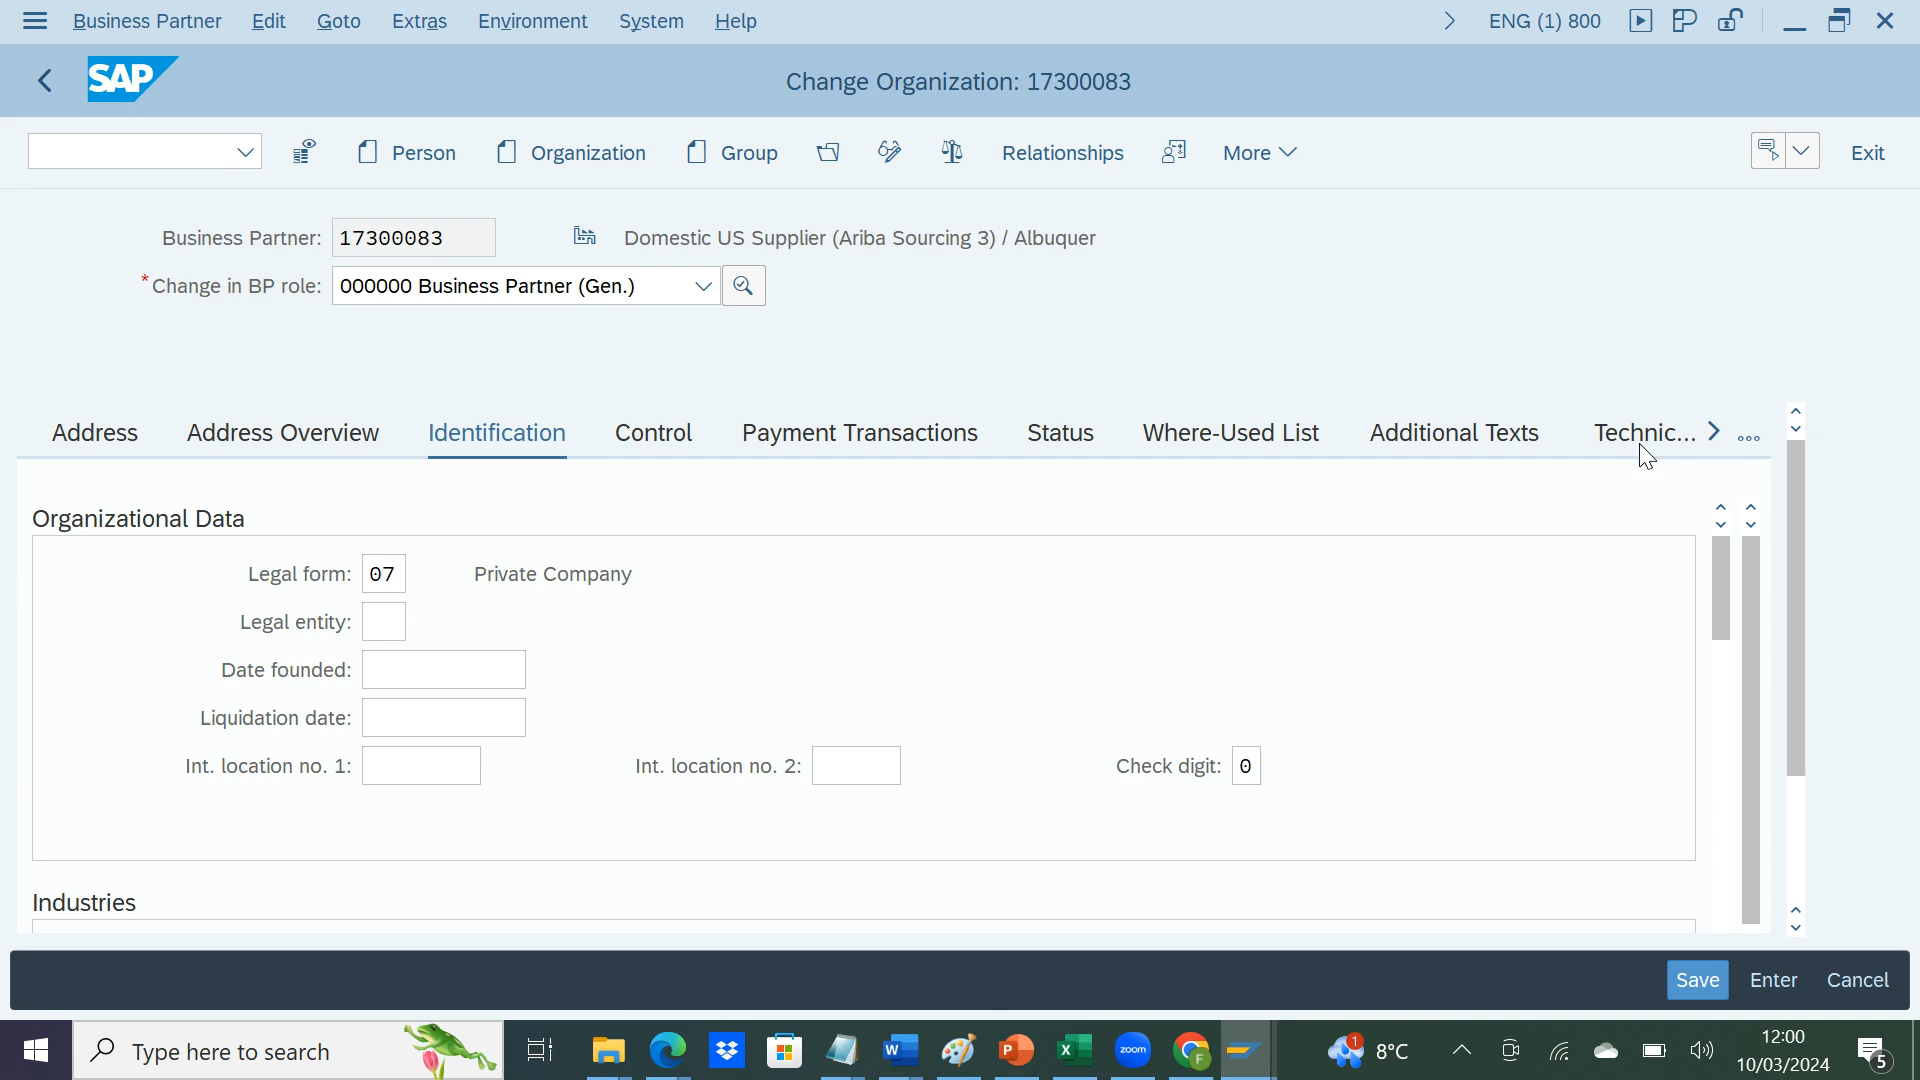 Business Partner Edit Goto Extras Environment System Help ENG (1) 800
SAP Change Organization: 17300083
Person Organization Group Relationships More Exit
Business Partner: 17300083 Domestic US Supplier (Ariba Sourcing 3) / Albuquer
* Change in BP role: 000000 Business Partner (Gen.)
Address Address Overview Identification Control Payment Transactions Status Where-Used List Additional Texts Technic...
Organizational Data
Legal form: 07 Private Company
Legal entity:
Date founded:
Liquidation date:
Int. location no. 1: Int. location no. 2: Check digit: 0
Industries
Save Enter Cancel
Type here to search zoom F 1 8°C 12:00
10/03/2024 5